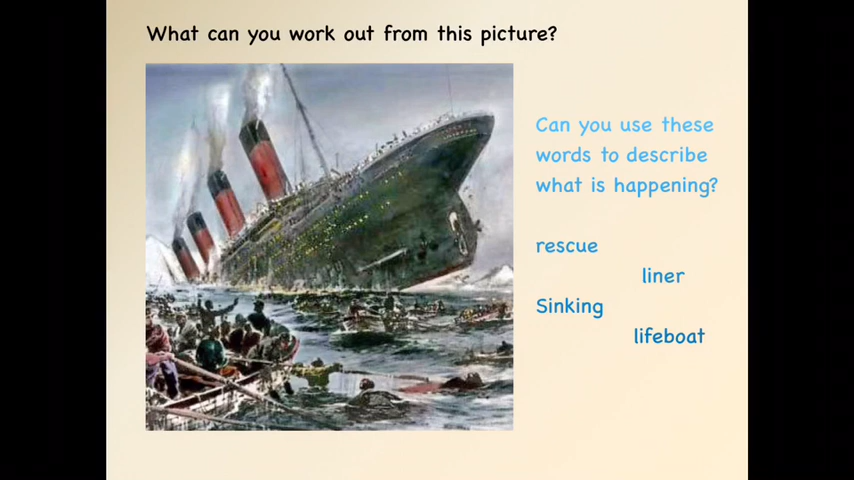 What can you work out from this picture?
Can you use these
words to describe
what is happening?
rescue
liner
Sinking
lifeboat